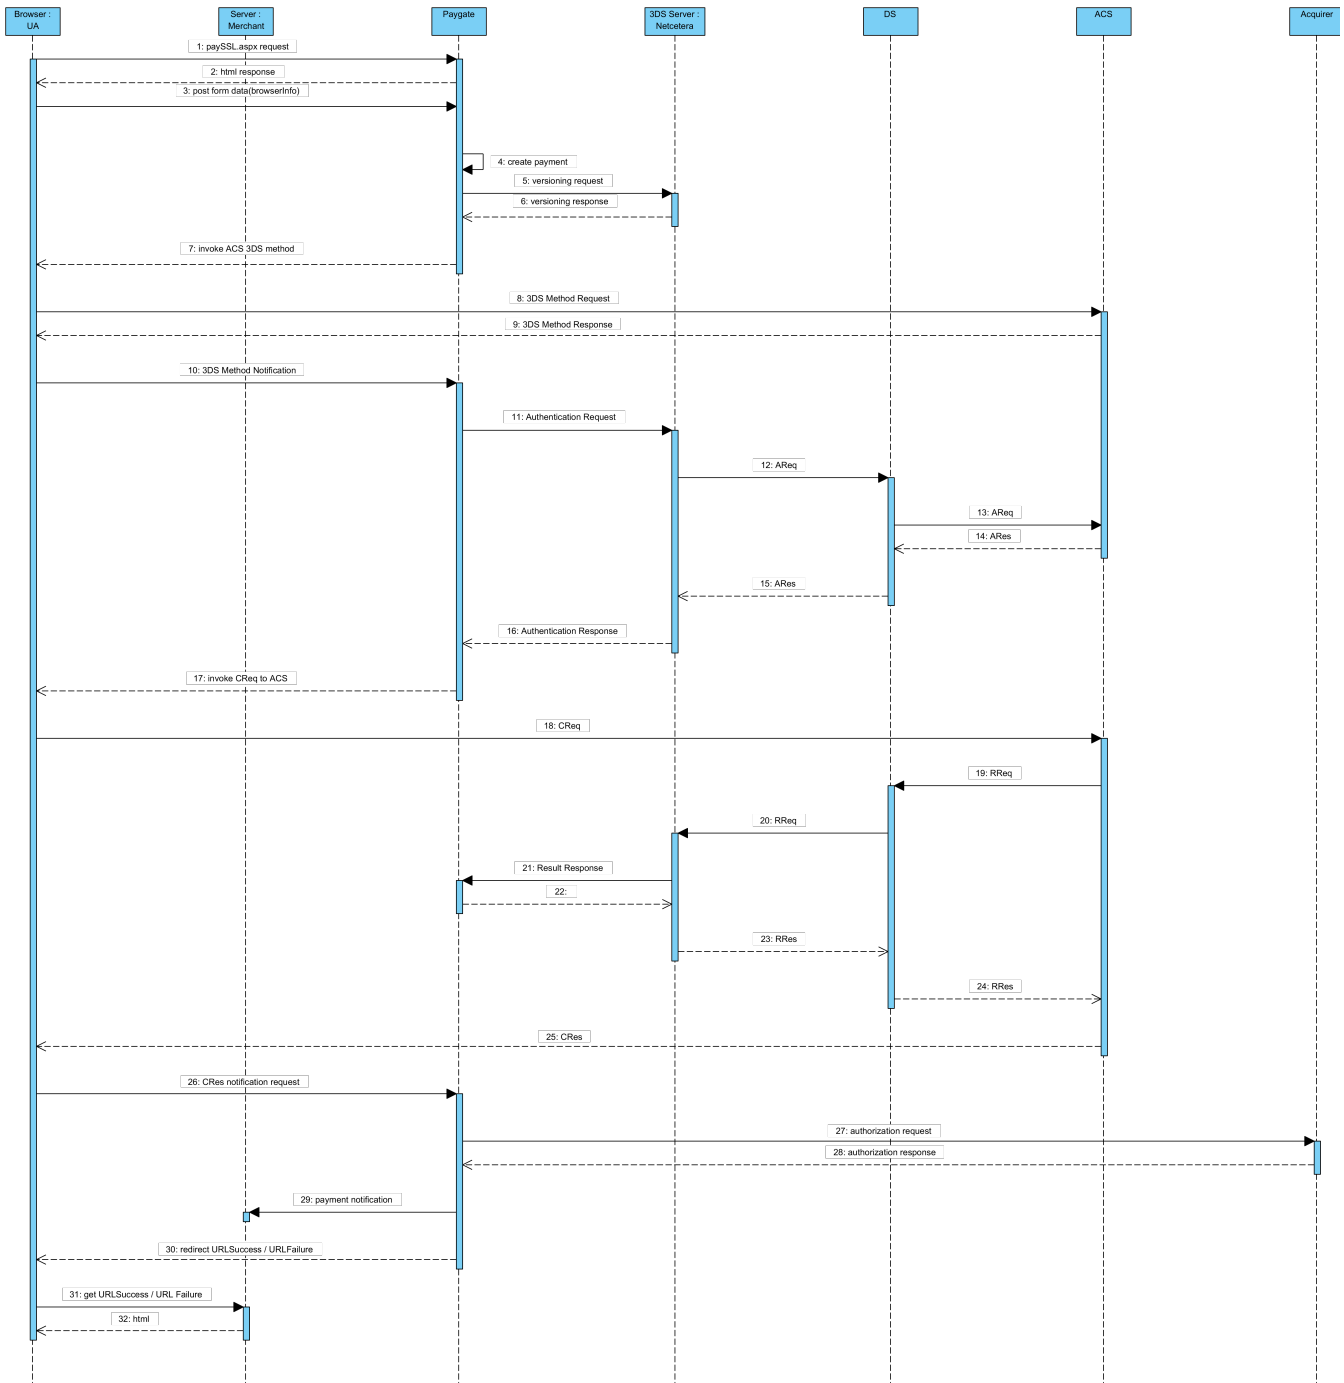 Browser :
UA
Server :
Merchant
Paygate
3DS Server :
Netcetera
DS
ACS
Acquirer
1: paySSL.aspx request
2: html response
3: post form data(browserInfo)
4: create payment
5: versioning request
6: versioning response
7: invoke ACS 3DS method
8: 3DS Method Request
9: 3DS Method Response
10: 3DS Method Notification
11: Authentication Request
12: AReq
13: AReq
14: ARes
15: ARes
16: Authentication Response
17: invoke CReq to ACS
18: CReq
19: RReq
20: RReq
21: Result Response
22:
23: RRes
24: RRes
25: CRes
26: CRes notification request
27: authorization request
28: authorization response
29: payment notification
30: redirect URLSuccess / URLFailure
31: get URLSuccess / URL Failure
32: html